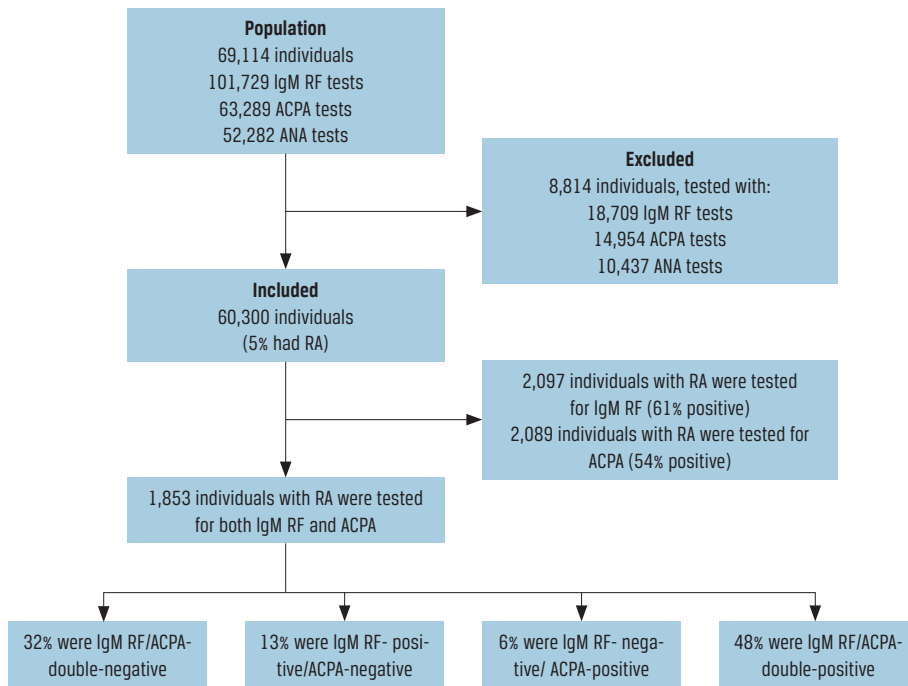 Population
69,114 individuals
101,729 IgM RF tests
63,289 ACPA tests
52,282 ANA tests
Excluded
8,814 individuals, tested with:
18,709 IgM RF tests
14,954 ACPA tests
10,437 ANA tests
Included
60,300 individuals
(5% had RA)
2,097 individuals with RA were tested
for IgM RF (61% positive)
2,089 individuals with RA were tested for
ACPA (54% positive)
1,853 individuals with RA were tested
for both IgM RF and ACPA
32% were IgM RF/ACPA-
double-negative
13% were IgM RF- posi-
tive/ACPA-negative
6% were IgM RF- nega-
tive/ ACPA-positive
48% were IgM RF/ACPA-
double-positive